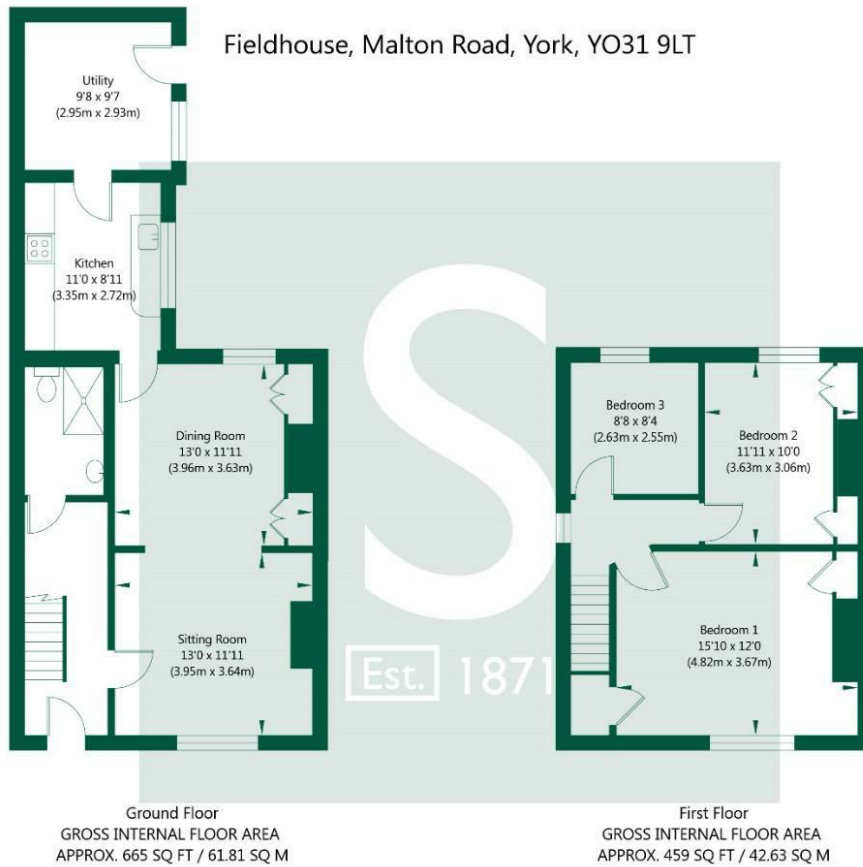 Fieldhouse, Malton Road, York, YO31 9LT
Utility
9'8 x 9'7
(2.95m x 2.93m)
Kitchen
11'0 x 8'11
(3.35m x 2.72m)
Dining Room
13'0 x 11'11
(3.96m x 3.63m)
Sitting Room
13'0 x 11'11
(3.95m x 3.64m)
S
Est. 1871
Bedroom 3
8'8 x 8'4
(2.63m x 2.55m)
Bedroom 2
11'11 x 10'0
(3.63m x 3.06m)
Bedroom 1
15'10 x 12'0
(4.82m x 3.67m)
Ground Floor
GROSS INTERNAL FLOOR AREA
APPROX. 665 SQ FT / 61.81 SQ M
First Floor
GROSS INTERNAL FLOOR AREA
APPROX. 459 SQ FT / 42.63 SQ M